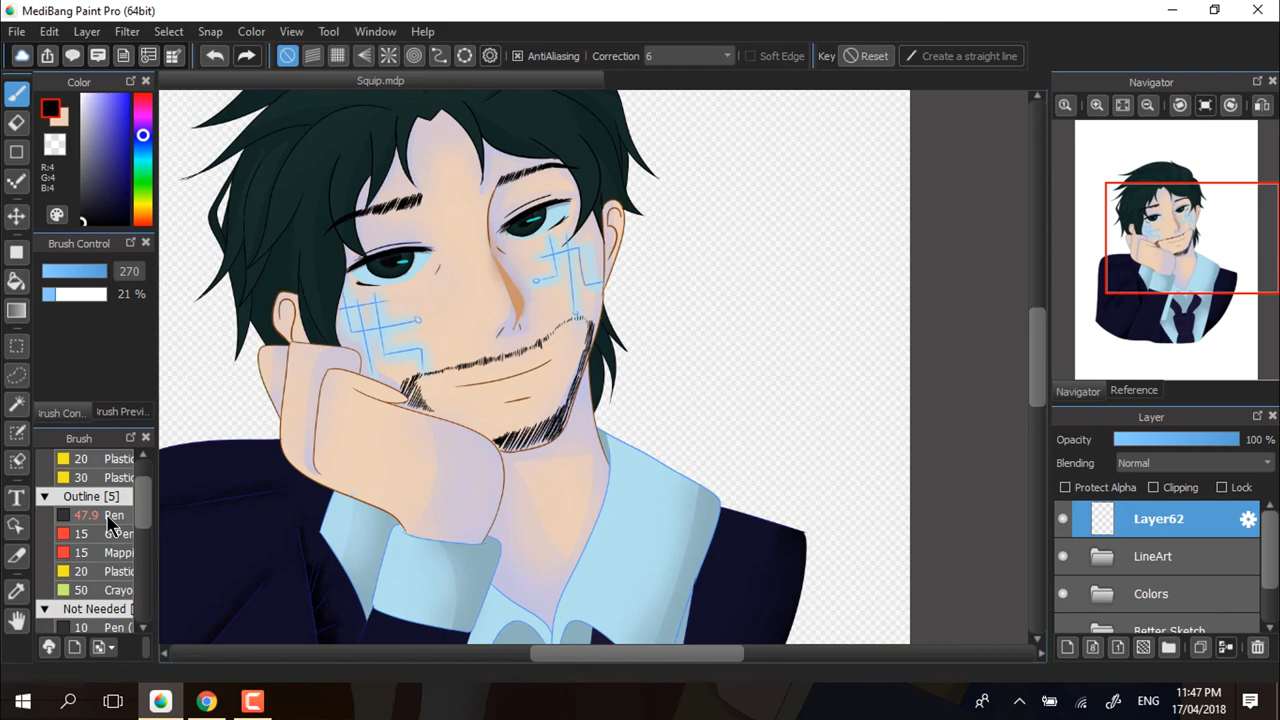 MediBang Paint Pro (64bit)
File Edit Layer Filter Select Snap Color View Tool Window Help
AntiAliasing Correction 6 Soft Edge Key Reset Create a straight line
Color
Squip.mdp
Navigator
R:4
G:4
B:4
Brush Control
270
21 %
Navigator Reference
Brush
Layer
20 Plastic
30 Plastic
Outline [5]
47.9 Pen
15
15 Mappi
20 Plastic
50 Crayo
Not Needed [
10 Pen (
Opacity 100 %
Blending Normal
Protect Alpha Clipping Lock
Layer62
LineArt
Colors
Better Sketch
ENG
11:47 PM
17/04/2018